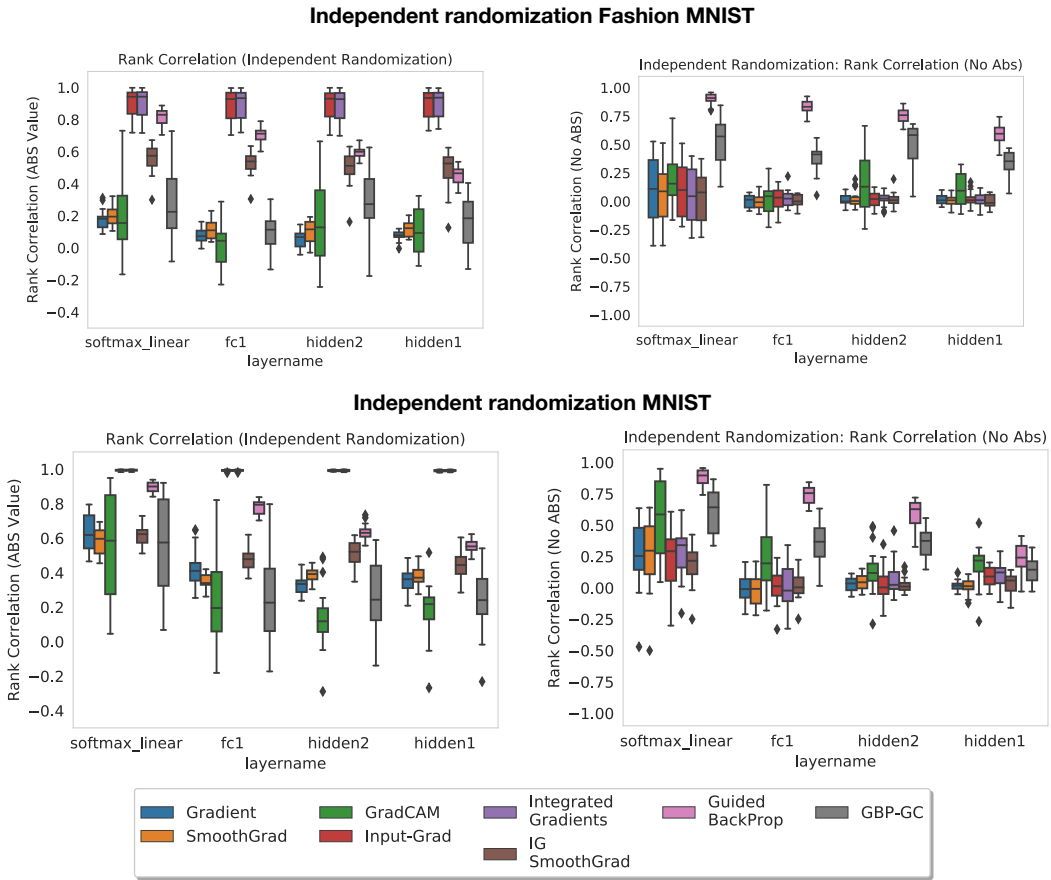 Independent randomization Fashion MNIST
Rank Correlation (Independent Randomization)
Rank Correlation (ABS Value)
1.0
0.8
0.6
0.4
0.2
0.0
−0.2
−0.4
softmax_linear fc1 hidden2 hidden1
layername
Independent Randomization: Rank Correlation (No Abs)
Rank Correlation (No ABS)
1.00
0.75
0.50
0.25
0.00
−0.25
−0.50
−0.75
−1.00
softmax_linear fc1 hidden2 hidden1
layername
Independent randomization MNIST
Rank Correlation (Independent Randomization)
Rank Correlation (ABS Value)
1.0
0.8
0.6
0.4
0.2
0.0
−0.2
−0.4
softmax_linear fc1 hidden2 hidden1
layername
Independent Randomization: Rank Correlation (No Abs)
Rank Correlation (No ABS)
1.00
0.75
0.50
0.25
0.00
−0.25
−0.50
−0.75
−1.00
softmax_linear fc1 hidden2 hidden1
layername
Gradient
SmoothGrad
GradCAM
Input-Grad
Integrated
Gradients
IG
SmoothGrad
Guided
BackProp
GBP-GC